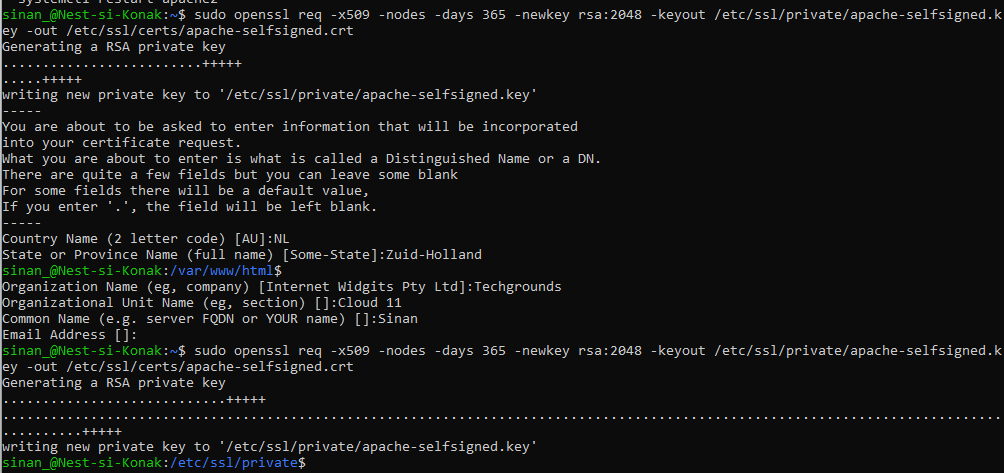 sinan_@Nest-si-Konak:~$ sudo openssl req -x509 -nodes -days 365 -newkey rsa:2048 -keyout /etc/ssl/private/apache-selfsigned.k
ey -out /etc/ssl/certs/apache-selfsigned.crt
Generating a RSA private key
.........................+++++
.....+++++
writing new private key to '/etc/ssl/private/apache-selfsigned.key'
-----
You are about to be asked to enter information that will be incorporated
into your certificate request.
What you are about to enter is what is called a Distinguished Name or a DN.
There are quite a few fields but you can leave some blank
For some fields there will be a default value,
If you enter '.', the field will be left blank.
-----
Country Name (2 letter code) [AU]:NL
State or Province Name (full name) [Some-State]:Zuid-Holland
sinan_@Nest-si-Konak:/var/www/html$
Organization Name (eg, company) [Internet Widgits Pty Ltd]:Techgrounds
Organizational Unit Name (eg, section) []:Cloud 11
Common Name (e.g. server FQDN or YOUR name) []:Sinan
Email Address []:
sinan_@Nest-si-Konak:~$ sudo openssl req -x509 -nodes -days 365 -newkey rsa:2048 -keyout /etc/ssl/private/apache-selfsigned.k
ey -out /etc/ssl/certs/apache-selfsigned.crt
Generating a RSA private key
............................+++++
.............................................................................................................................
..........+++++
writing new private key to '/etc/ssl/private/apache-selfsigned.key'
sinan_@Nest-si-Konak:/etc/ssl/private$